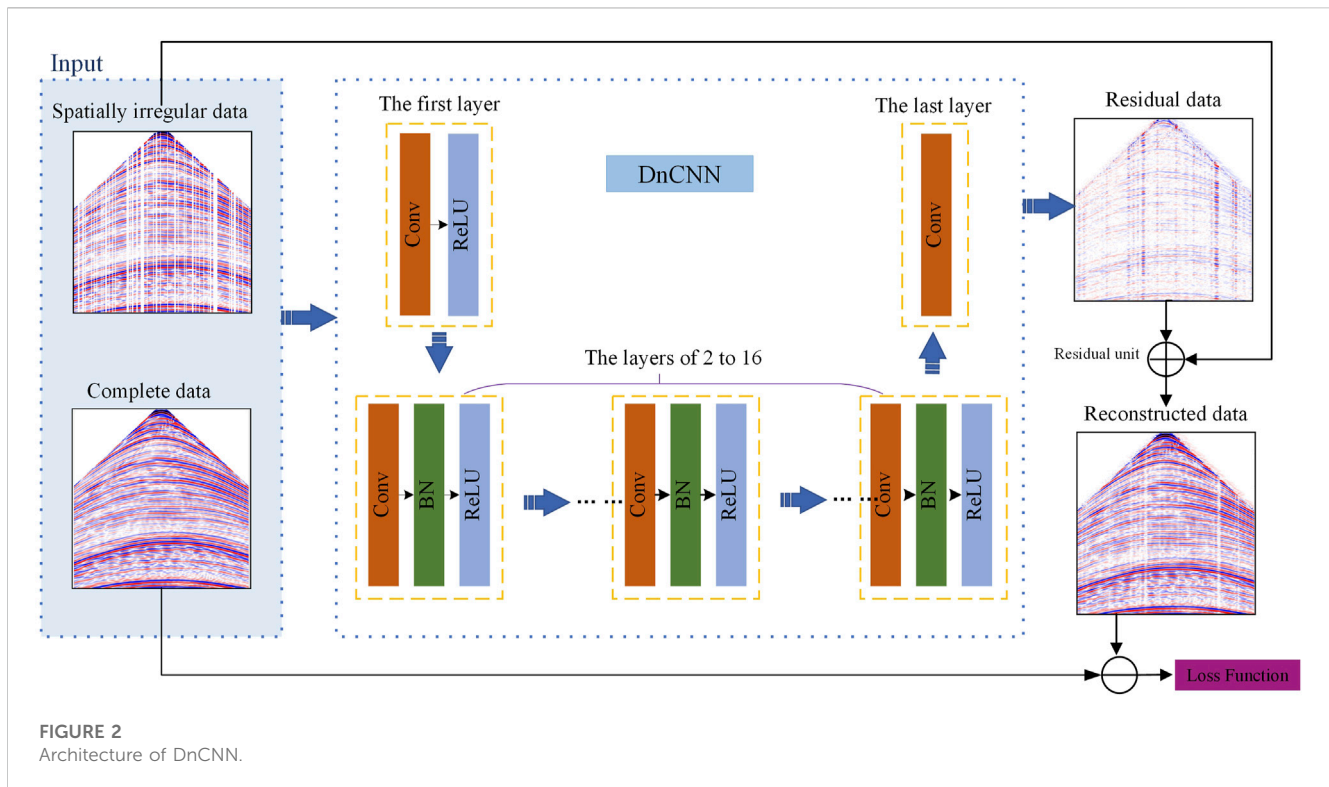 Input
Spatially irregular data
Complete data
The first layer
Conv
ReLU
DnCNN
The last layer
Conv
The layers of 2 to 16
Conv
BN
ReLU
... ...
Conv
BN
ReLU
... ...
Conv
BN
ReLU
Residual data
Residual unit
Reconstructed data
Loss Function
FIGURE 2
Architecture of DnCNN.